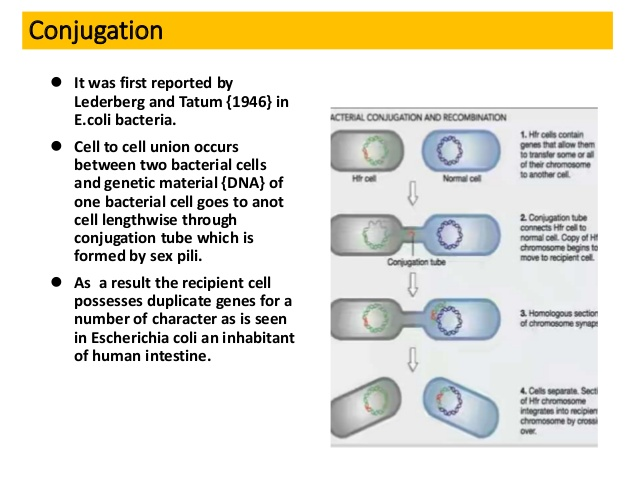 Conjugation
● It was first reported by
Lederberg and Tatum {1946} in
E.coli bacteria.
● Cell to cell union occurs
between two bacterial cells
and genetic material {DNA} of
one bacterial cell goes to anot
cell lengthwise through
conjugation tube which is
formed by sex pili.
● As a result the recipient cell
possesses duplicate genes for a
number of character as is seen
in Escherichia coli an inhabitant
of human intestine.
ACTERIAL CONJUGATION AND RECOMBINATION
Hfr cell
Normal cell
1. Hfr cells contain
genes that allow them
to transfer some or all
of their chromosome
to another cell.
Conjugation tube
2. Conjugation tube
connects Hfr cell to
normal cell. Copy of Hf
chromosome begins to
move to recipient cell.
3. Homologous section
of chromosome synaps
4. Cells separate. Secti
of Hfr chromosome
integrates into recipien
chromosome by crossi
over.